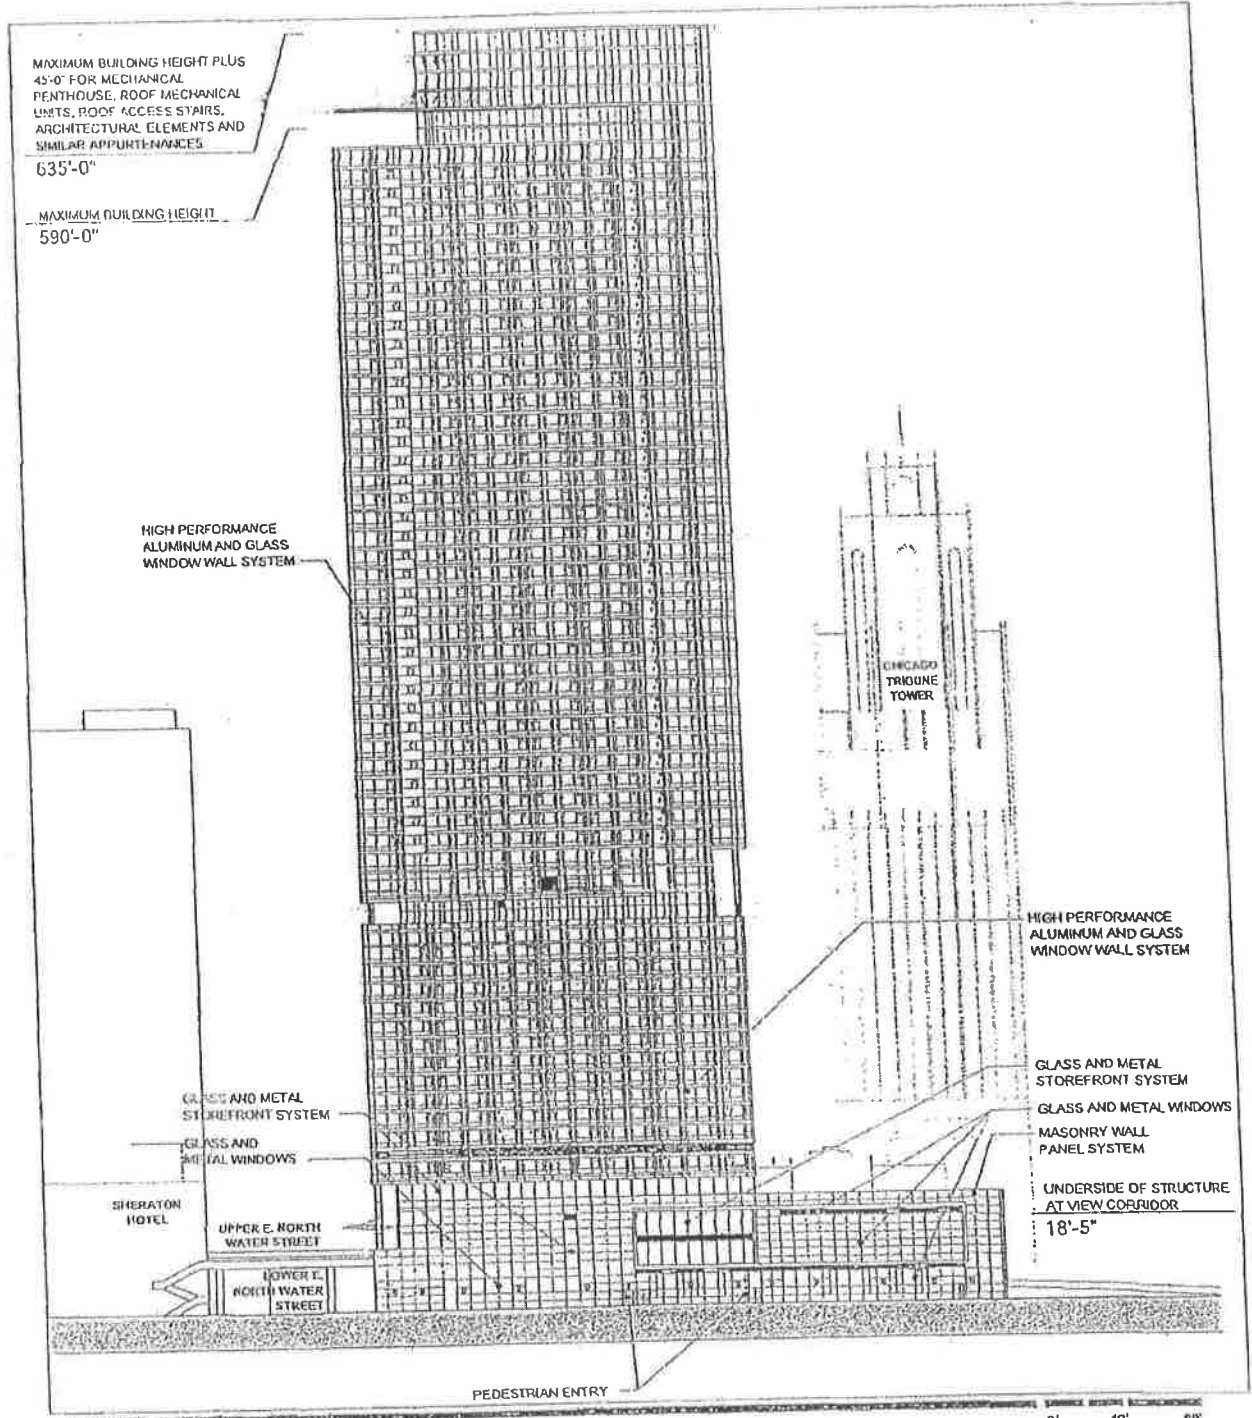 MAXIMUM BUILDING HEIGHT PLUS
45'-0" FOR MECHANICAL
PENTHOUSE, ROOF MECHANICAL
UNITS, ROOF ACCESS STAIRS,
ARCHITECTURAL ELEMENTS AND
SIMILAR APPURTENANCES
635'-0"
MAXIMUM BUILDING HEIGHT
590'-0"
HIGH PERFORMANCE
ALUMINUM AND GLASS
WINDOW WALL SYSTEM
CHICAGO
TRIBUNE
TOWER
HIGH PERFORMANCE
ALUMINUM AND GLASS
WINDOW WALL SYSTEM
GLASS AND METAL
STOREFRONT SYSTEM
GLASS AND METAL WINDOWS
MASONRY WALL
PANEL SYSTEM
UNDERSIDE OF STRUCTURE
AT VIEW CORRIDOR
18'-5"
GLASS AND METAL
STOREFRONT SYSTEM
GLASS AND
METAL WINDOWS
SHERATON
HOTEL
UPPER E. NORTH
WATER STREET
LOWER E.
NORTH WATER
STREET
PEDESTRIAN ENTRY